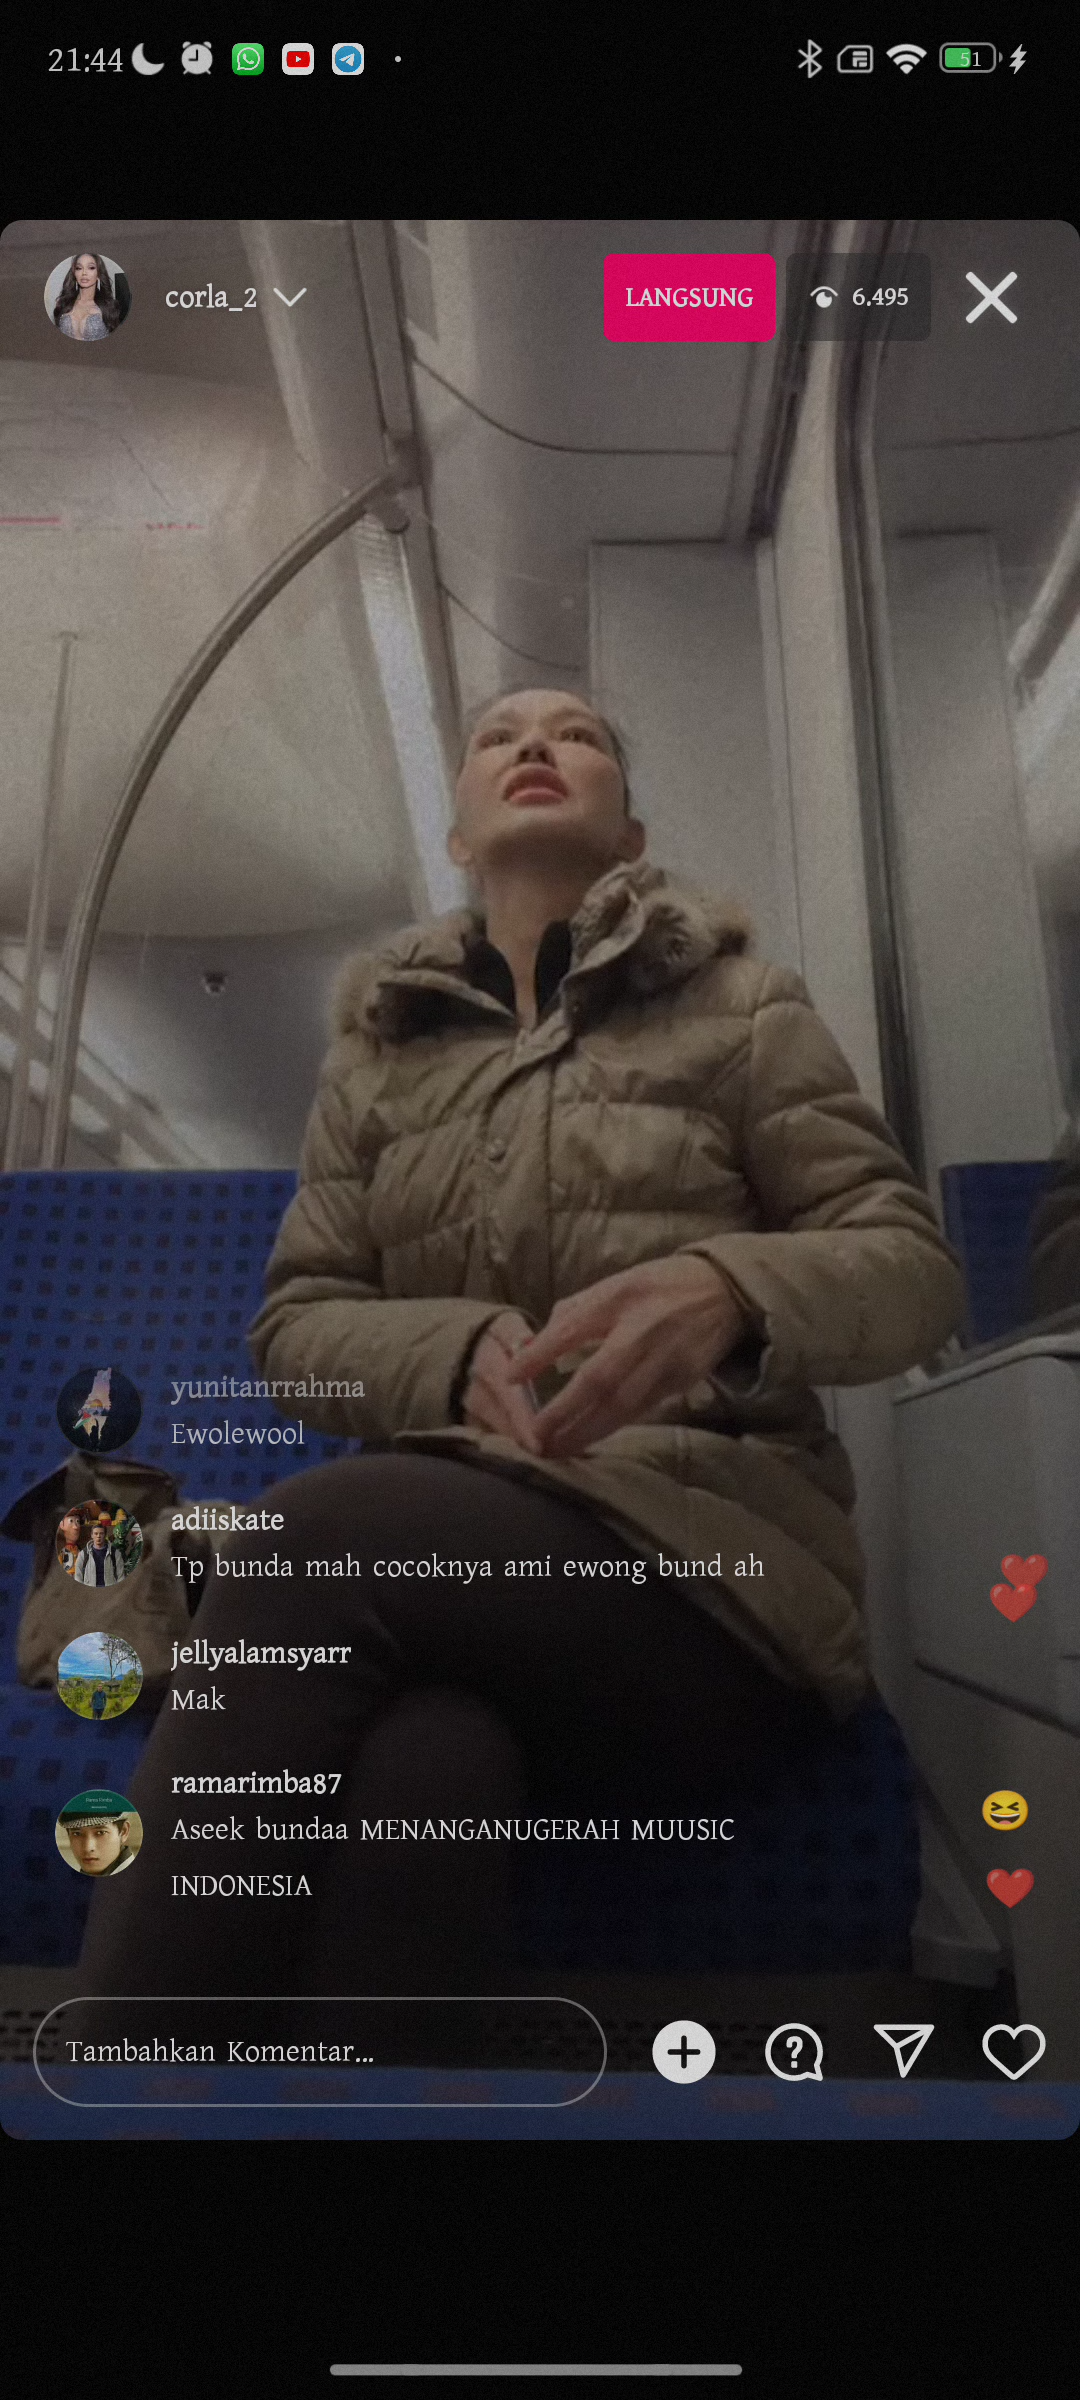 21:44
51
corla_2
LANGSUNG
6.495
yunitanrrahma
Ewolewool
adiiskate
Tp bunda mah cocoknya ami ewong bund ah
jellyalamsyarr
Mak
ramarimba87
Aseek bundaa MENANGANUGERAH MUUSIC
INDONESIA
Tambahkan Komentar...